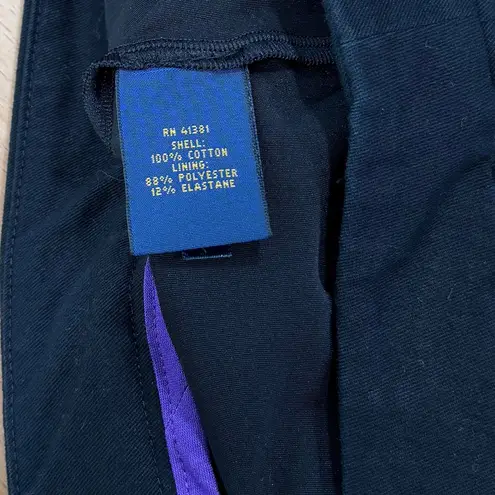 RN 41381
SHELL:
100% COTTON
LINING:
88% POLYESTER
12% ELASTANE